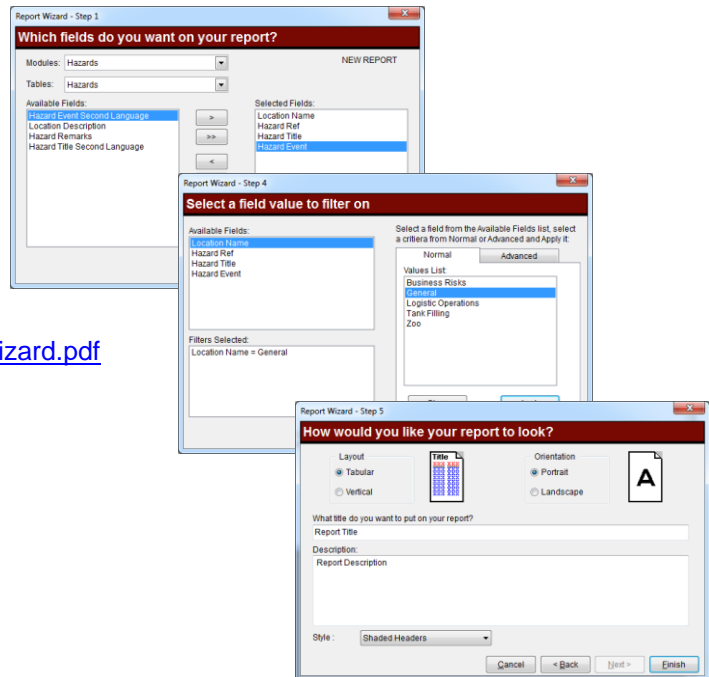 Report Wizard - Step 1
Which fields do you want on your report?
Modules: Hazards
NEW REPORT
Tables: Hazards
Available Fields:
Hazard Event Second Language
Location Description
Hazard Remarks
Hazard Title Second Language
>
>>
<
Selected Fields:
Location Name
Hazard Ref
Hazard Title
Hazard Event
Report Wizard - Step 4
Select a field value to filter on
Available Fields:
Location Name
Hazard Ref
Hazard Title
Hazard Event
Select a field from the Available Fields list, select
a critiera from Normal or Advanced and Apply it:
Normal Advanced
Values List:
Business Risks
General
Logistic Operations
Tank Filling
Zoo
Filters Selected:
Location Name = General
izard.pdf
Report Wizard - Step 5
How would you like your report to look?
Layout
Tabular
Vertical
Title
Orientation
Portrait
Landscape
A
What title do you want to put on your report?
Report Title
Description:
Report Description
Style : Shaded Headers
Cancel < Back Next > Finish